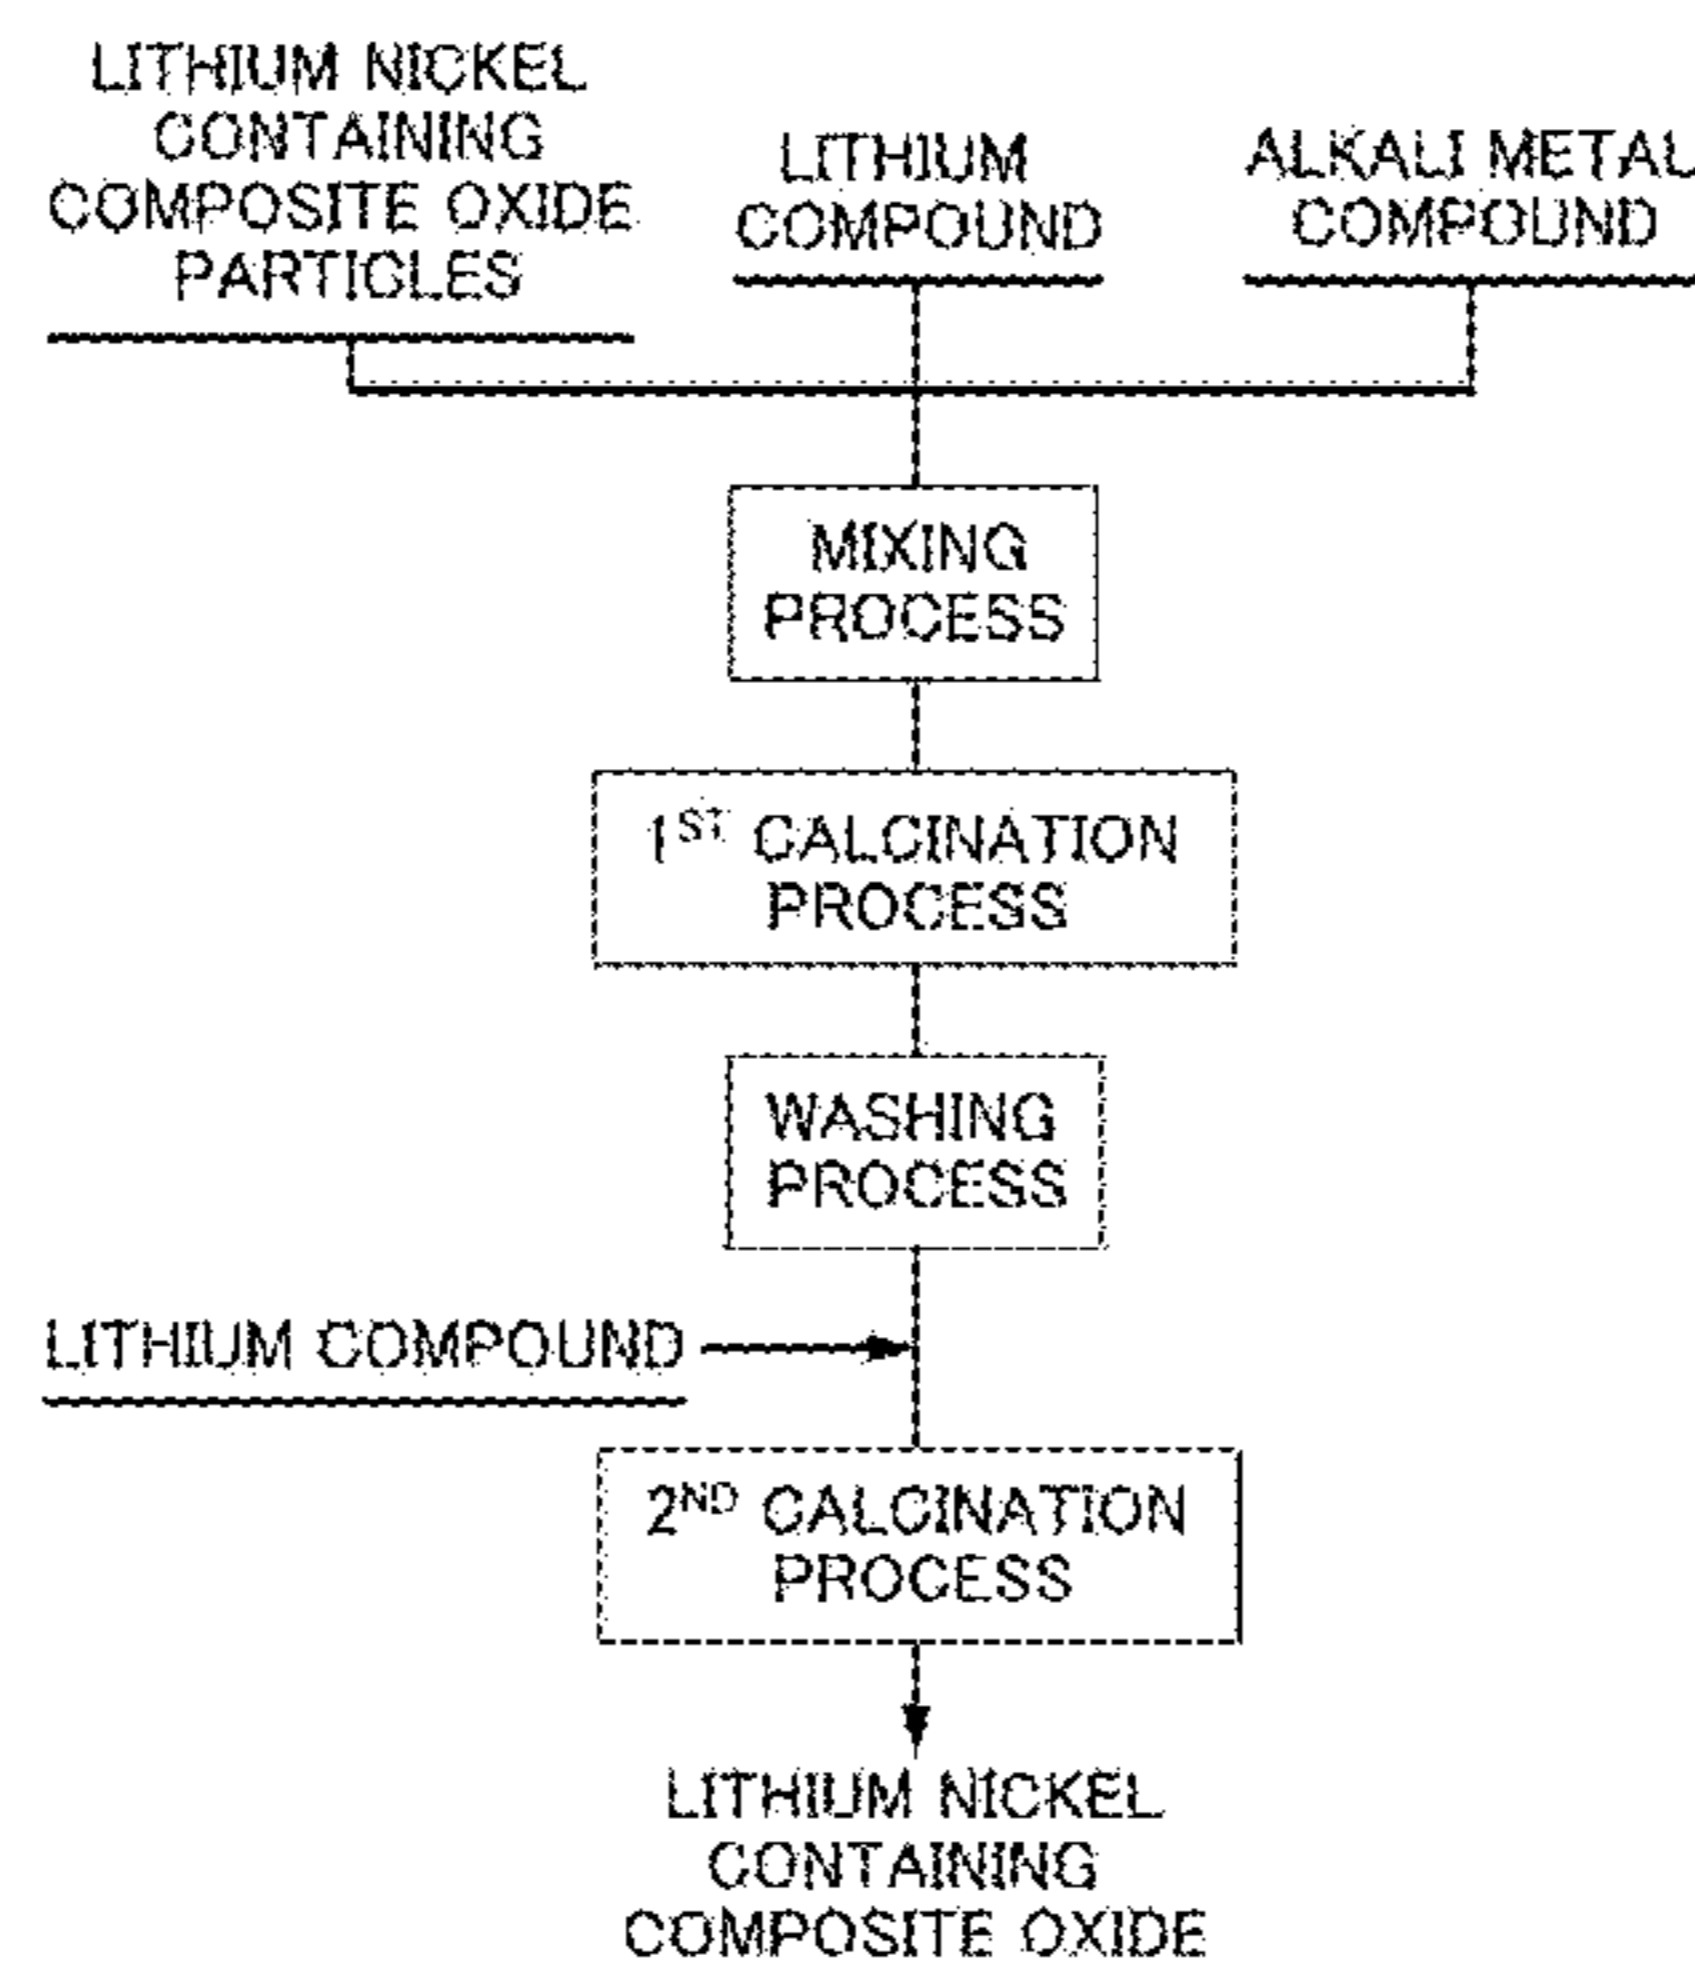 LITHIUM NICKEL
CONTAINING
COMPOSITE OXIDE
PARTICLES
LITHIUM
COMPOUND
ALKALI METAL
COMPOUND
MIXING
PROCESS
1ST CALCINATION
PROCESS
WASHING
PROCESS
LITHIUM COMPOUND
2ND CALCINATION
PROCESS
LITHIUM NICKEL
CONTAINING
COMPOSITE OXIDE